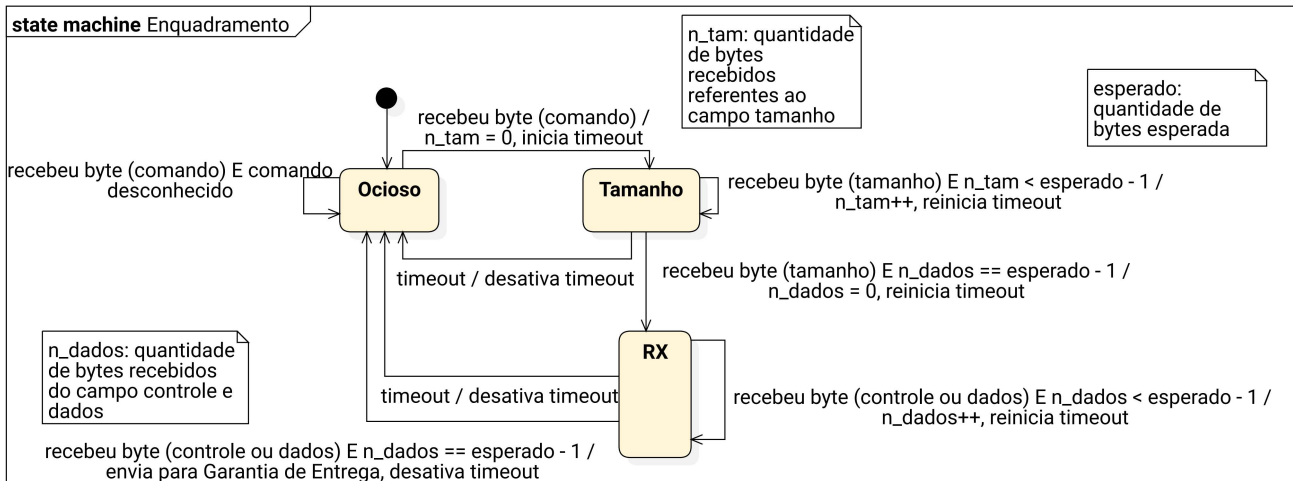 state machine Enquadramento
n_tam: quantidade
de bytes
recebidos
referentes ao
campo tamanho
esperado:
quantidade de
bytes esperada
recebeu byte (comando) /
n_tam = 0, inicia timeout
recebeu byte (comando) E comando
desconhecido
Ocioso
Tamanho
recebeu byte (tamanho) E n_tam < esperado - 1 /
n_tam++, reinicia timeout
timeout / desativa timeout
recebeu byte (tamanho) E n_dados == esperado - 1 /
n_dados = 0, reinicia timeout
n_dados: quantidade
de bytes recebidos
do campo controle e
dados
RX
timeout / desativa timeout
recebeu byte (controle ou dados) E n_dados < esperado - 1 /
n_dados++, reinicia timeout
recebeu byte (controle ou dados) E n_dados == esperado - 1 /
envia para Garantia de Entrega, desativa timeout